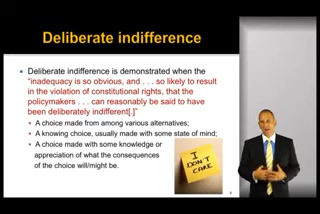 Deliberate indifference
• Deliberate indifference is demonstrated when the
"inadequacy is so obvious, and . . . so likely to result
in the violation of constitutional rights, that the
policymakers . . . can reasonably be said to have
been deliberately indifferent[.]"
• A choice made from among various alternatives;
• A knowing choice, usually made with some state of mind;
• A choice made with some knowledge or
appreciation of what the consequences
of the choice will/might be.
I
DON'T
CARE